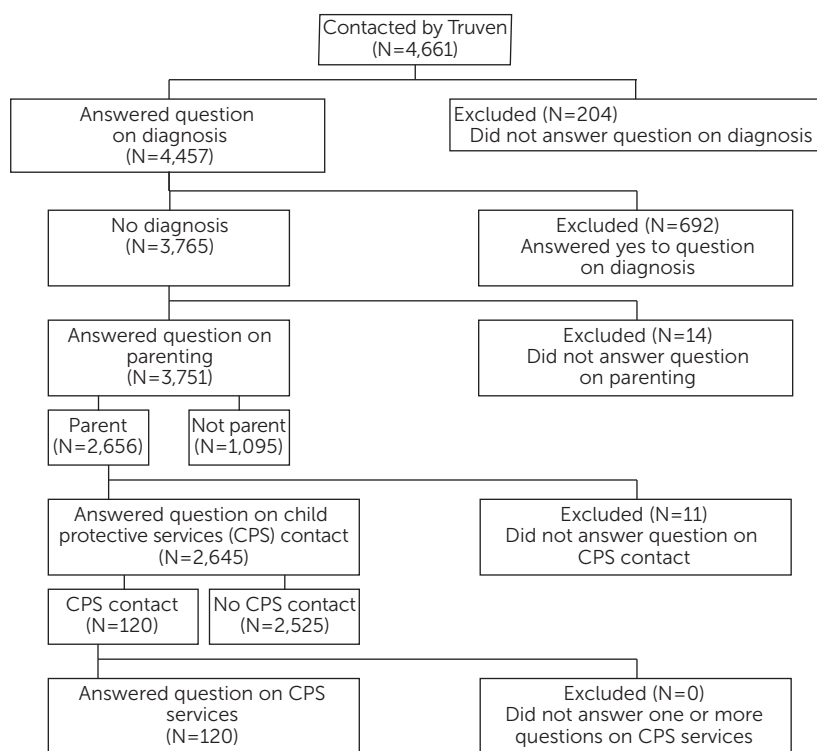 Contacted by Truven
(N=4,661)
Answered question
on diagnosis
(N=4,457)
Excluded (N=204)
Did not answer question on diagnosis
No diagnosis
(N=3,765)
Excluded (N=692)
Answered yes to question
on diagnosis
Answered question on
parenting
(N=3,751)
Excluded (N=14)
Did not answer question
on parenting
Parent
(N=2,656)
Not parent
(N=1,095)
Answered question on child
protective services (CPS) contact
(N=2,645)
Excluded (N=11)
Did not answer question on
CPS contact
CPS contact
(N=120)
No CPS contact
(N=2,525)
Answered question on CPS
services
(N=120)
Excluded (N=0)
Did not answer one or more
questions on CPS services